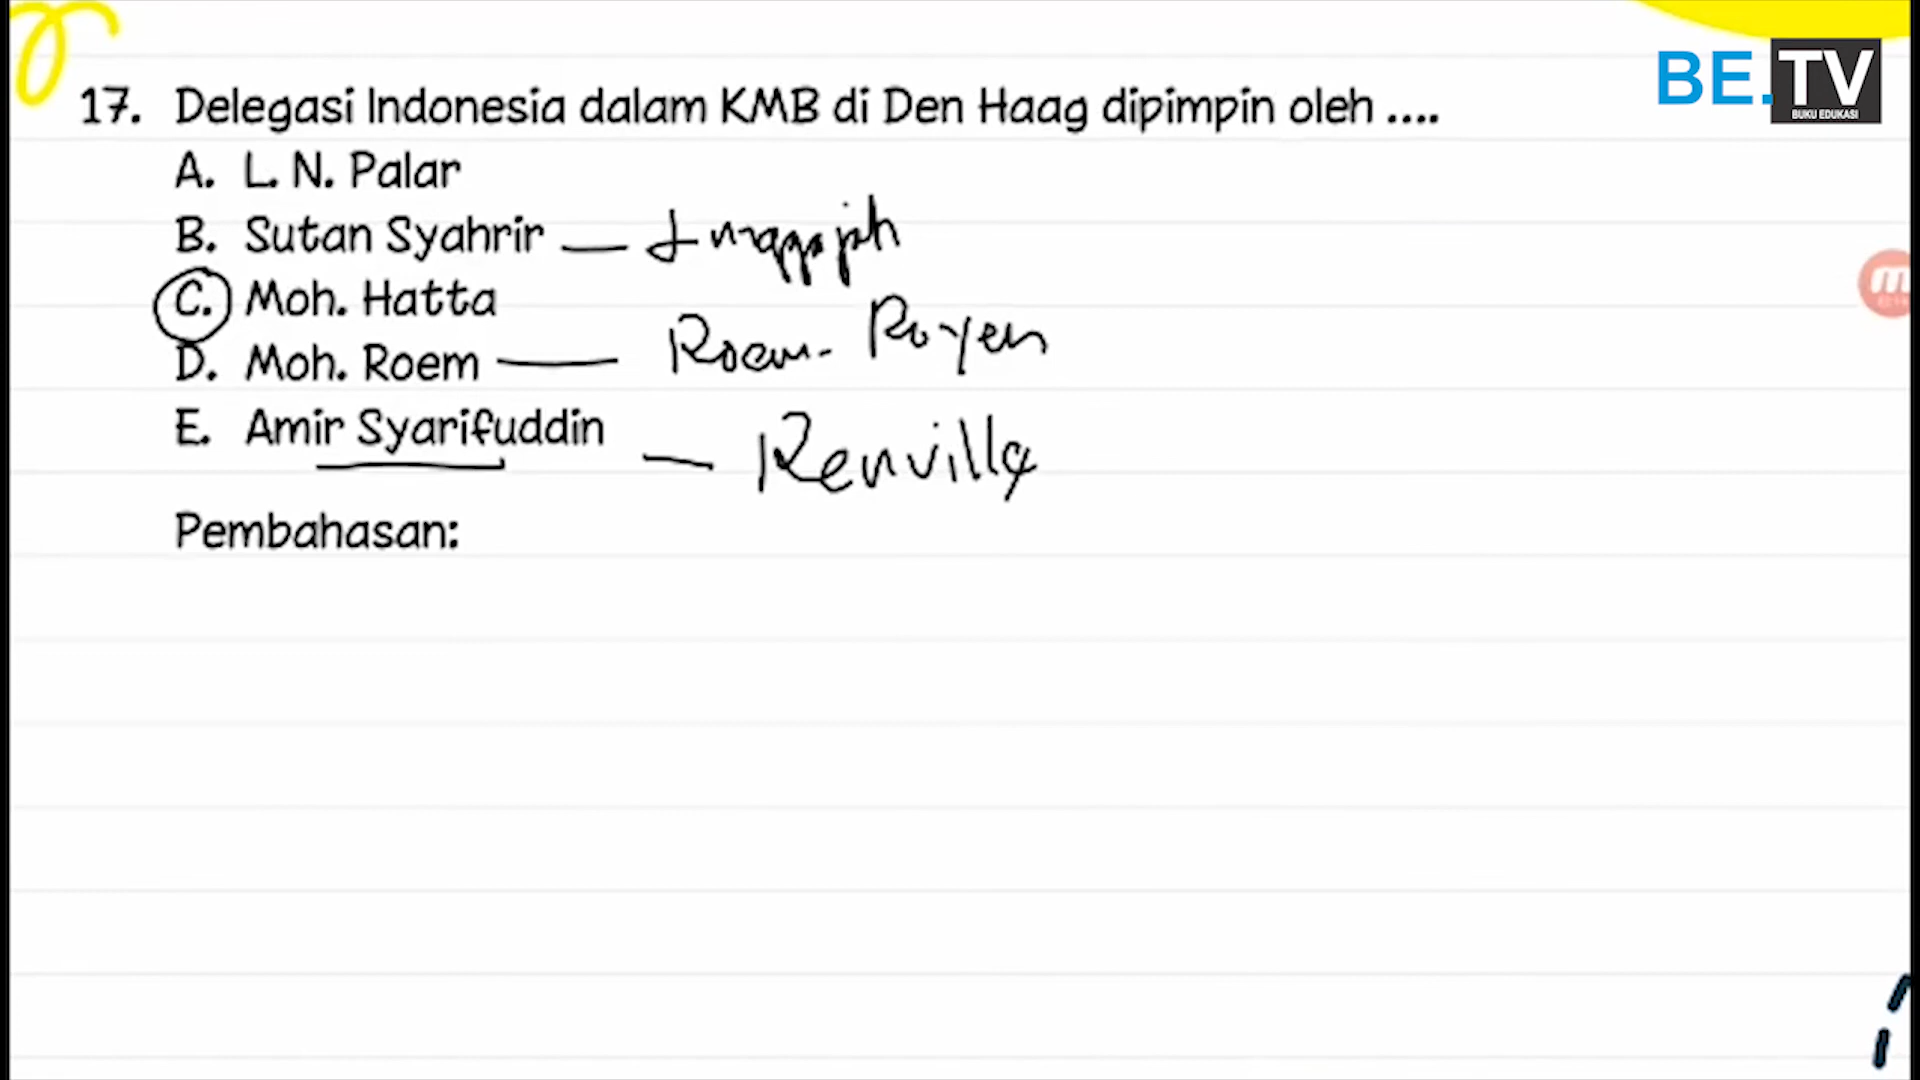 BE.TV
BUKU EDUKASI
17. Delegasi Indonesia dalam KMB di Den Haag dipimpin oleh ....
A. L. N. Palar
B. Sutan Syahrir —
C. Moh. Hatta
D. Moh. Roem — Roem - Royen
E. Amir Syarifuddin — Renville
Pembahasan: